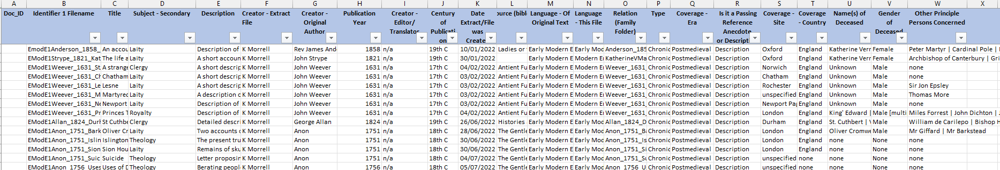 A B C D E F G H I J K L M N O P Q R S T U V W X
Doc_ID Identifier 1 Filename Title Subject - Secondary Description Creator - Extract File Creator - Original Author Publication Year Creator - Editor/ Translator Century of Publicati on Date Extract/File was Create ource (bibl Language - Of Original Text Language - This File Relation (Family Folder) Type Coverage - Era Is it a Passing Reference Anecdote or Descripti Coverage - Site Coverage - Country Name(s) of Deceased Gender of Deceased Other Principle Persons Concerned
EmodE1Anderson_1858_ An accou Laity Description of K Morrell Rev James And 1858 n/a 19th C 10/01/2022 Ladies or Early Modern E Early Mod Anderson_185 Chronic Postmedieval Description Oxford England Katherine Verr Female Peter Martyr | Cardinal Pole |
EModE1Strype_1821_Kat The life a Laity A short accoun K Morrell John Strype 1821 n/a 19th C 30/01/2022 Early Modern E Modern E KatherineVMa Chronic Postmedieval Description Oxford England Katherine Verr Female Archbishop of Canterbury | Gri
EModE1Weever_1631_St A strange Clergy A short descrip K Morrell John Weever 1631 n/a 17th C 04/02/2022 Antient Fu Early Modern E Modern E Weever_1631_ Chronic Postmedieval Description Norwich England Unknown Male none
EModE1Weever_1631_Ch Chatham Laity A short descrip K Morrell John Weever 1631 n/a 17th C 03/02/2022 Antient Fu Early Modern E Modern E Weever_1631_ Chronic Postmedieval Description Chatham England Unknown Male none
EModE1Weever_1631_Le Lesne Laity A short descrip K Morrell John Weever 1631 n/a 17th C 03/02/2022 Antient Fu Early Modern E Modern E Weever_1631_ Chronic Postmedieval Description Rochester England Unknown Male Sir Jon Epsley
EModE1Weever_1631_M Martyred Laity A description o K Morrell John Weever 1631 n/a 17th C 03/02/2022 Antient Fu Early Modern E Modern E Weever_1631_ Chronic Postmedieval Description unspecified England Unknown Male Thomas More
EModE1Weever_1631_Ne Newport Laity Description of K Morrell John Weever 1631 n/a 17th C 03/02/2022 Antient Fu Early Modern E Modern E Weever_1631_ Chronic Postmedieval Description Newport Pag England Unknown Male none
EModE1Weever_1631_Pr Princes T Royalty Description of K Morrell John Weever 1631 n/a 17th C 04/02/2022 Antient Fu Early Modern E Early Mod Weever_1631_ Chronic Postmedieval Description London England King' Edward | Male [multi Miles Forrest | John Dichton | J
EModE1Allan_1824_Durh St Cuthbe Clergy Detailed descri K Morrell George Allan 1824 n/a 19th C 26/06/2022 Histories Early Modern E Early Mod Allan_1824_D Chronic Postmedieval Description Durham England St. Cuthbert | Male William de Carilepo | Bishop H
EModE1Anon_1751_Bark Oliver Cr Laity Two accounts o K Morrell Anon 1751 n/a 18th C 28/06/2022 The Gentle Early Modern E Early Mod Anon_1751_Ba Chronic Postmedieval Description London England Oliver Cromwe Male Mr Giffard | Mr Barkstead
EModE1Anon_1751_Islin Islington Theology The present tru K Morrell Anon 1751 n/a 18th C 30/06/2022 The Gentle Early Modern E Early Mod Anon_1751_Is Chronic Postmedieval Description London England none None none
EModE1Anon_1751_Sion Sion Hou Laity Remains of sku K Morrell Anon 1751 n/a 18th C 30/06/2022 The Gentle Early Modern E Early Mod Anon_1751_Si Chronic Postmedieval Description London England none None none
EModE1Anon_1751_Suic Suicide Theology Letter proposin K Morrell Anon 1751 n/a 18th C 04/07/2022 The Gentle Early Modern E Early Mod Anon_1751_Su Chronic Postmedieval Description unspecified none none None none
EModE1Anon_1756_Uses Uses of D Theology Berating peopl K Morrell Anon 1756 n/a 18th C 05/07/2022 The Gentle Early Modern E Early Mod Anon_1756_U Chronic Postmedieval Description unspecified none none None none